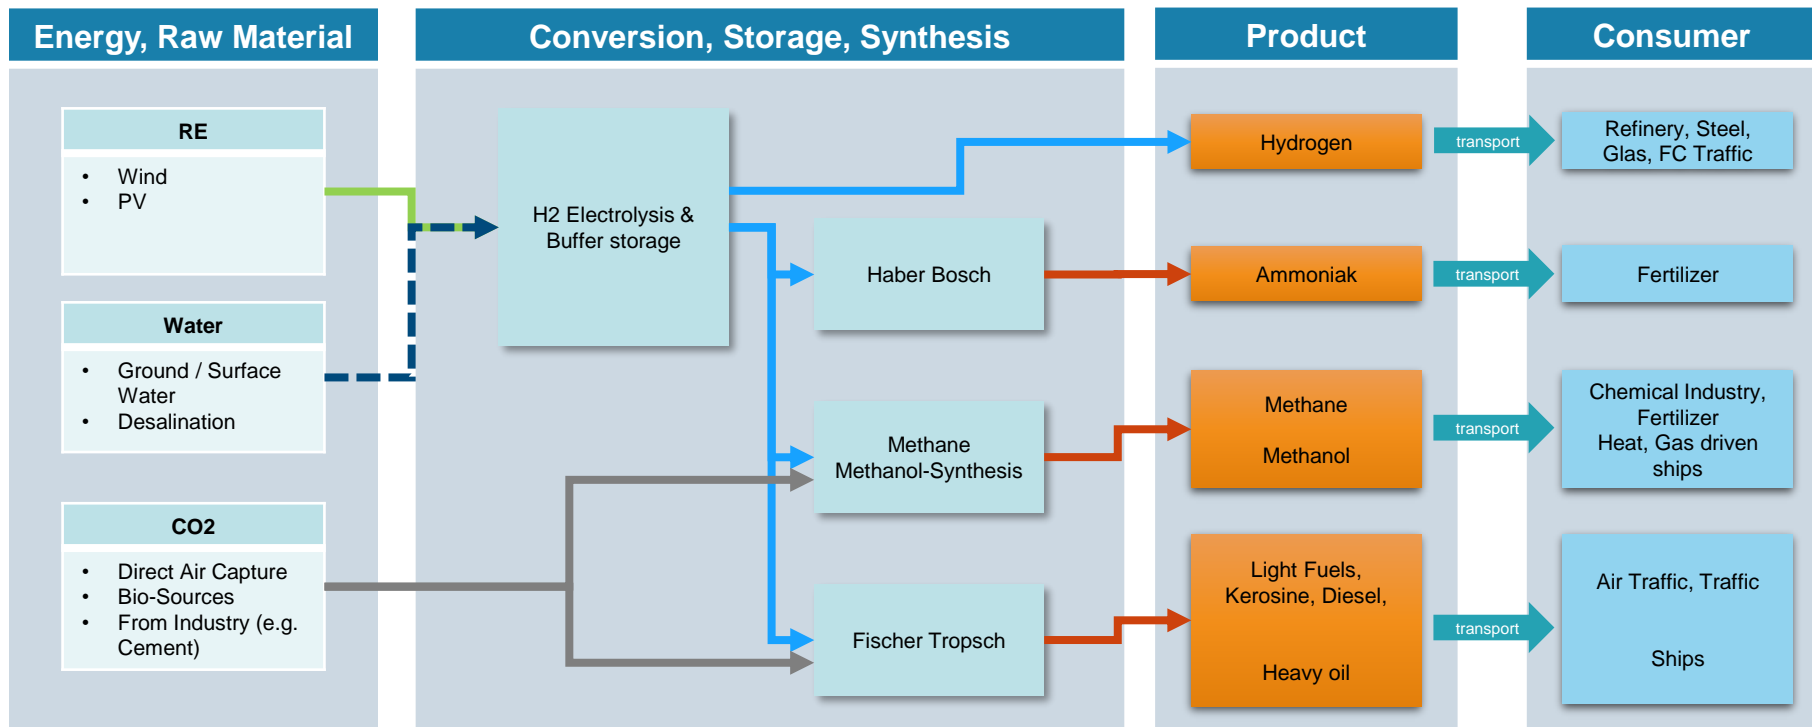 Energy, Raw Material
Conversion, Storage, Synthesis
Product
Consumer
RE
• Wind
• PV
Water
• Ground / Surface
Water
• Desalination
CO2
• Direct Air Capture
• Bio-Sources
• From Industry (e.g.
Cement)
H2 Electrolysis &
Buffer storage
Haber Bosch
Methane
Methanol-Synthesis
Fischer Tropsch
Hydrogen
Ammoniak
Methane
Methanol
Light Fuels,
Kerosine, Diesel,
Heavy oil
transport
transport
transport
transport
Refinery, Steel,
Glas, FC Traffic
Fertilizer
Chemical Industry,
Fertilizer
Heat, Gas driven
ships
Air Traffic, Traffic
Ships